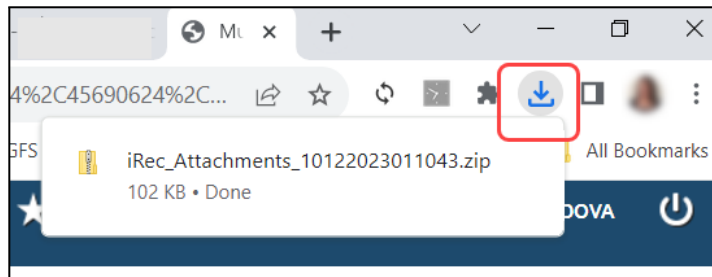 Mu
4%2C45690624%2C...
GFS
iRec_Attachments_10122023011043.zip
All Bookmarks
102 KB • Done
DOVA